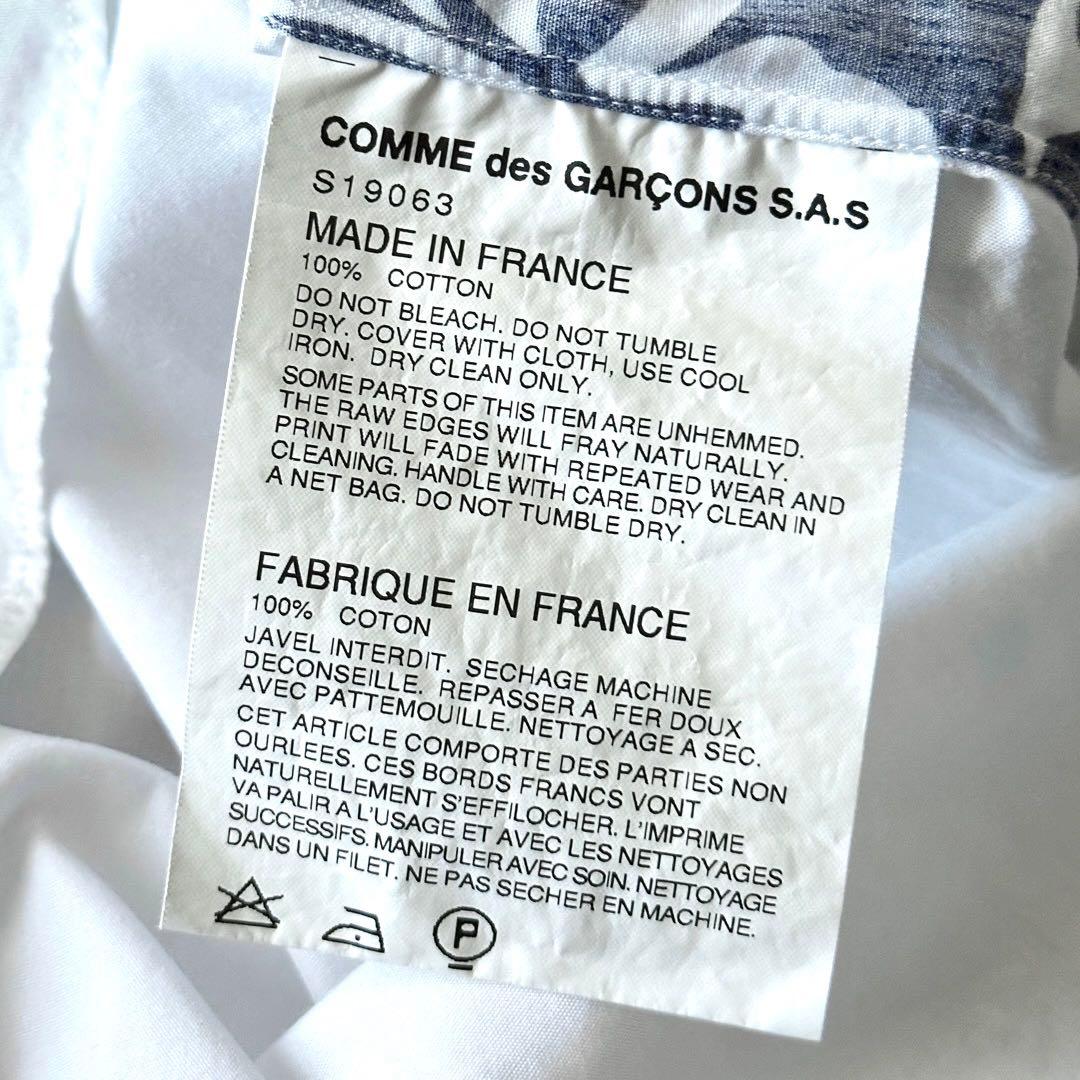 COMME des GARÇONS S.A.S
S19063
MADE IN FRANCE
100% COTTON
DO NOT BLEACH. DO NOT TUMBLE
DRY. COVER WITH CLOTH, USE COOL
IRON. DRY CLEAN ONLY.
SOME PARTS OF THIS ITEM ARE UNHEMMED.
THE RAW EDGES WILL FRAY NATURALLY.
PRINT WILL FADE WITH REPEATED WEAR AND
CLEANING. HANDLE WITH CARE. DRY CLEAN IN
A NET BAG. DO NOT TUMBLE DRY.
FABRIQUE EN FRANCE
100% COTON
JAVEL INTERDIT. SECHAGE MACHINE
DECONSEILLE. REPASSER A FER DOUX
AVEC PATTEMOUILLE. NETTOYAGE A SEC.
CET ARTICLE COMPORTE DES PARTIES NON
OURLEES. CES BORDS FRANCS VONT
NATURELLEMENT S'EFFILOCHER. L'IMPRIME
VA PALIR A L'USAGE ET AVEC LES NETTOYAGES
SUCCESSIFS. MANIPULER AVEC SOIN. NETTOYAGE
DANS UN FILET. NE PAS SECHER EN MACHINE.
P